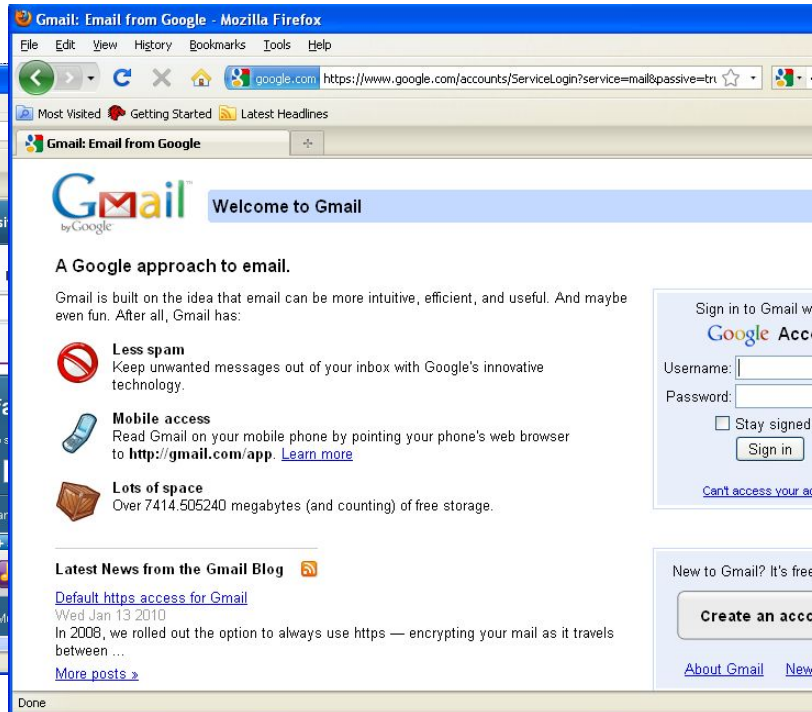 Gmail: Email from Google - Mozilla Firefox
File Edit View History Bookmarks Tools Help
google.com https://www.google.com/accounts/ServiceLogin?service=mail&passive=tru
Most Visited Getting Started Latest Headlines
Gmail: Email from Google
Gmail™ Welcome to Gmail
by Google
A Google approach to email.
Gmail is built on the idea that email can be more intuitive, efficient, and useful. And maybe
even fun. After all, Gmail has:
Less spam
Keep unwanted messages out of your inbox with Google's innovative
technology.
Mobile access
Read Gmail on your mobile phone by pointing your phone's web browser
to http://gmail.com/app. Learn more
Lots of space
Over 7414.505240 megabytes (and counting) of free storage.
Latest News from the Gmail Blog
Default https access for Gmail
Wed Jan 13 2010
In 2008, we rolled out the option to always use https — encrypting your mail as it travels
between ...
More posts »
Sign in to Gmail w
Google Acco
Username:
Password:
Stay signed
Sign in
Can't access your ac
New to Gmail? It's free
Create an acco
About Gmail New
Done